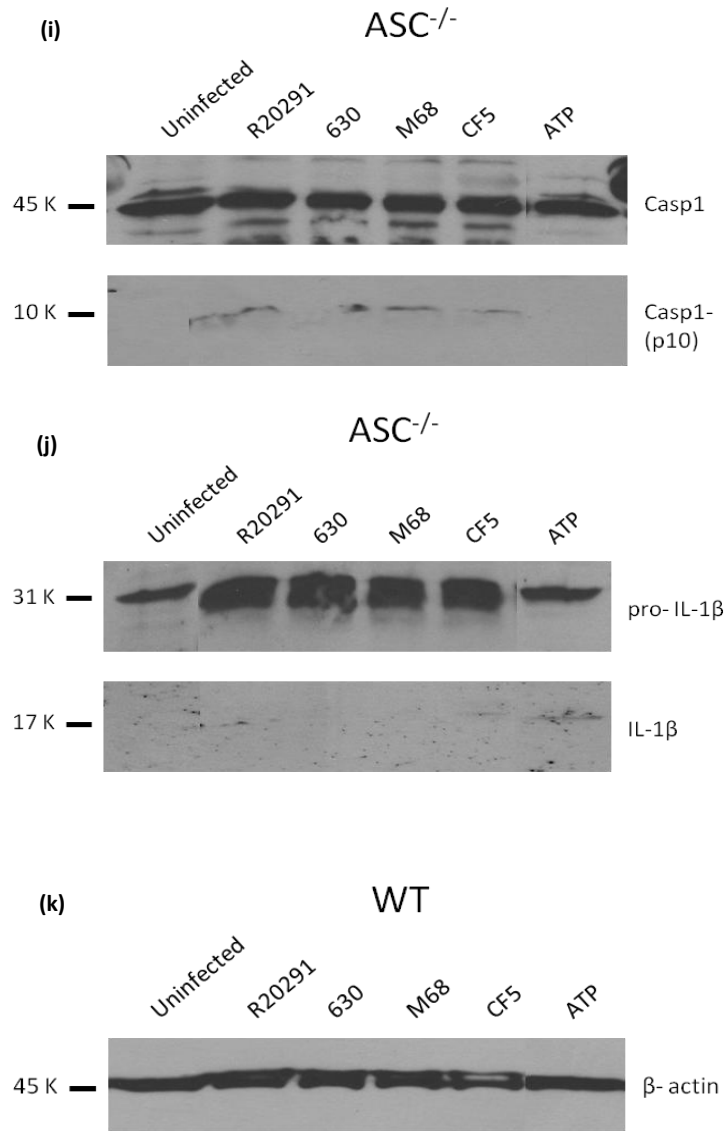 (i)
ASC-/-
Uninfected R20291 630 M68 CF5 ATP
45 K
Casp1
10 K
Casp1-
(p10)
(j)
ASC-/-
Uninfected R20291 630 M68 CF5 ATP
31 K
pro- IL-1β
17 K
IL-1β
(k)
WT
Uninfected R20291 630 M68 CF5 ATP
45 K
β- actin